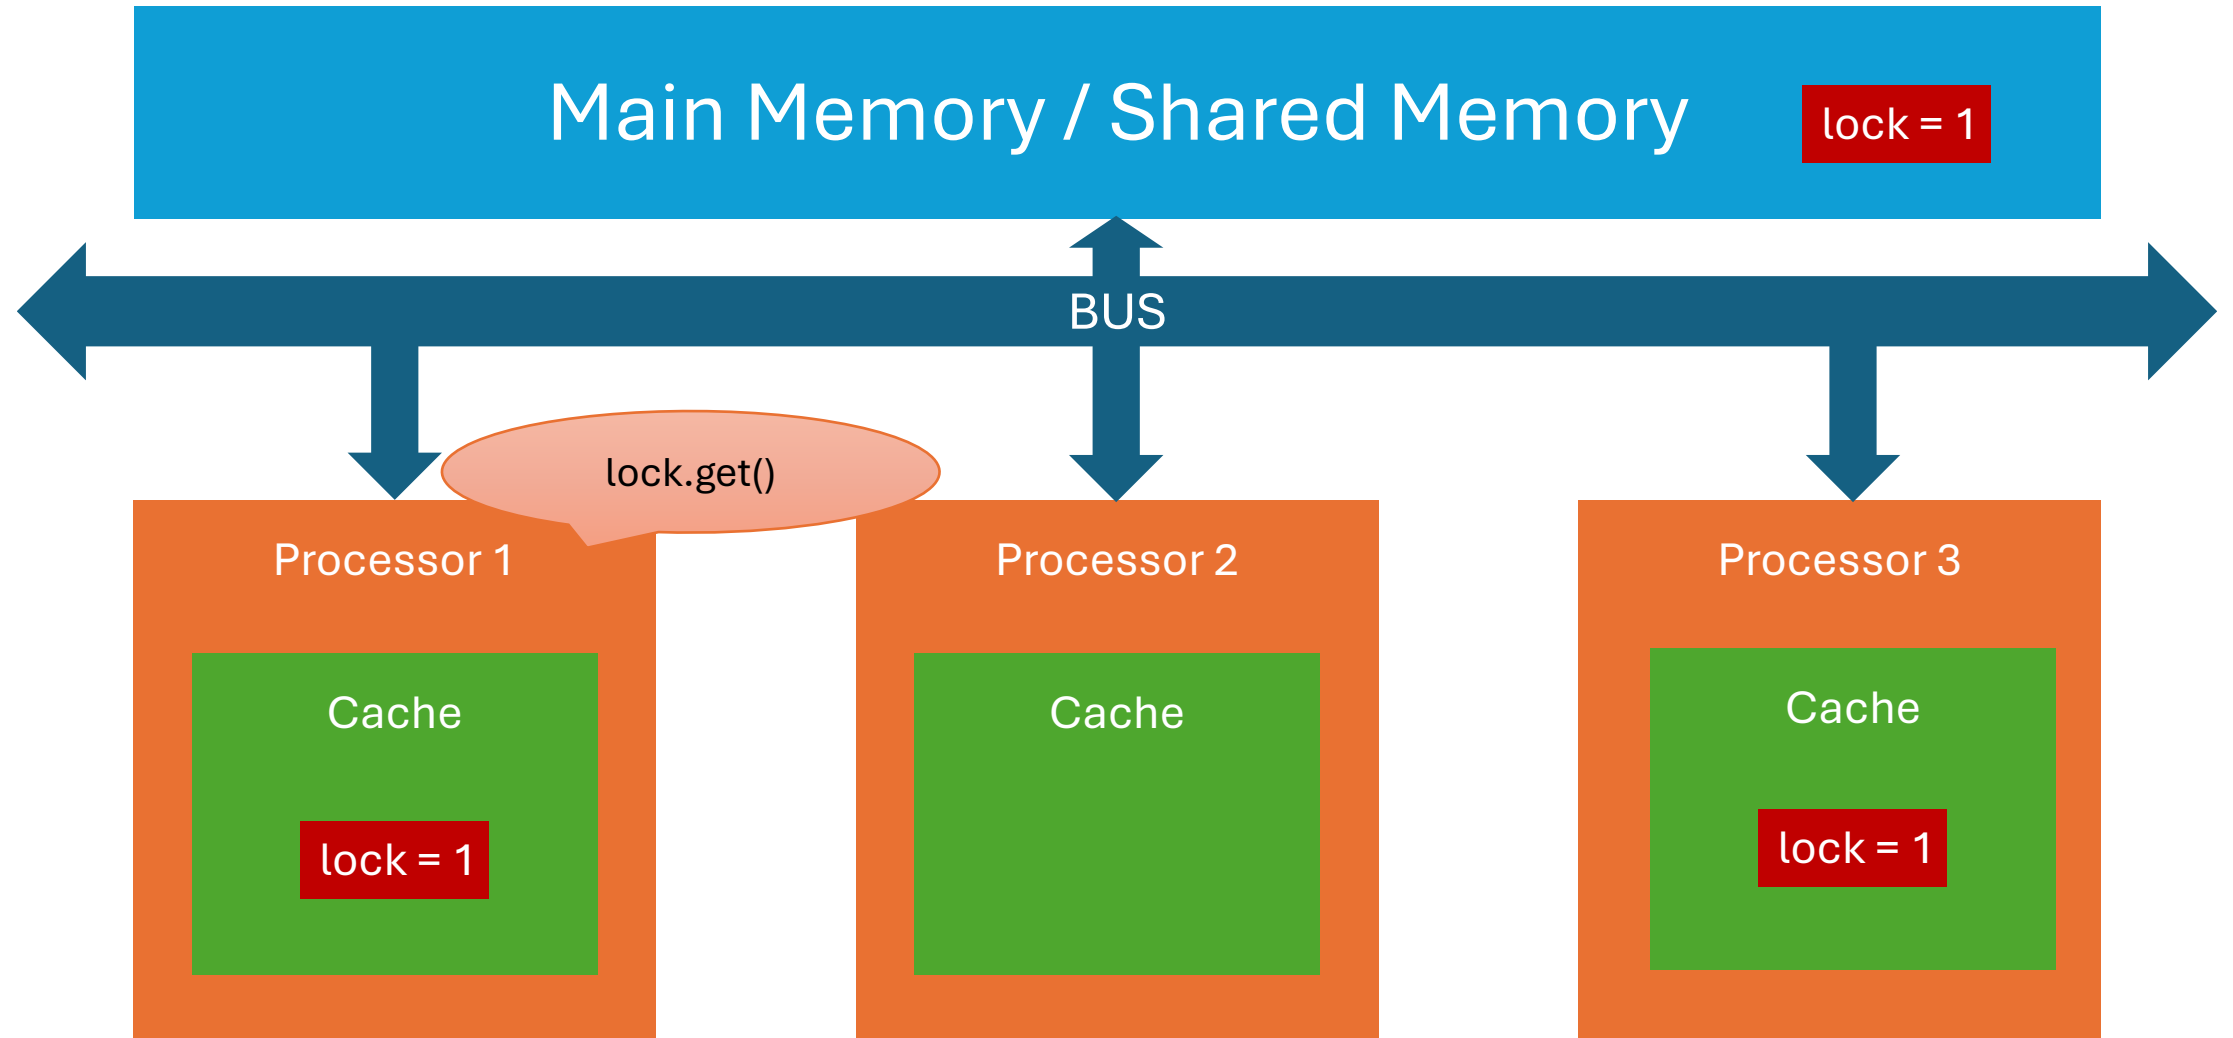 Main Memory / Shared Memory
lock = 1
BUS
lock.get()
Processor 1
Processor 2
Processor 3
Cache
Cache
Cache
lock = 1
lock = 1